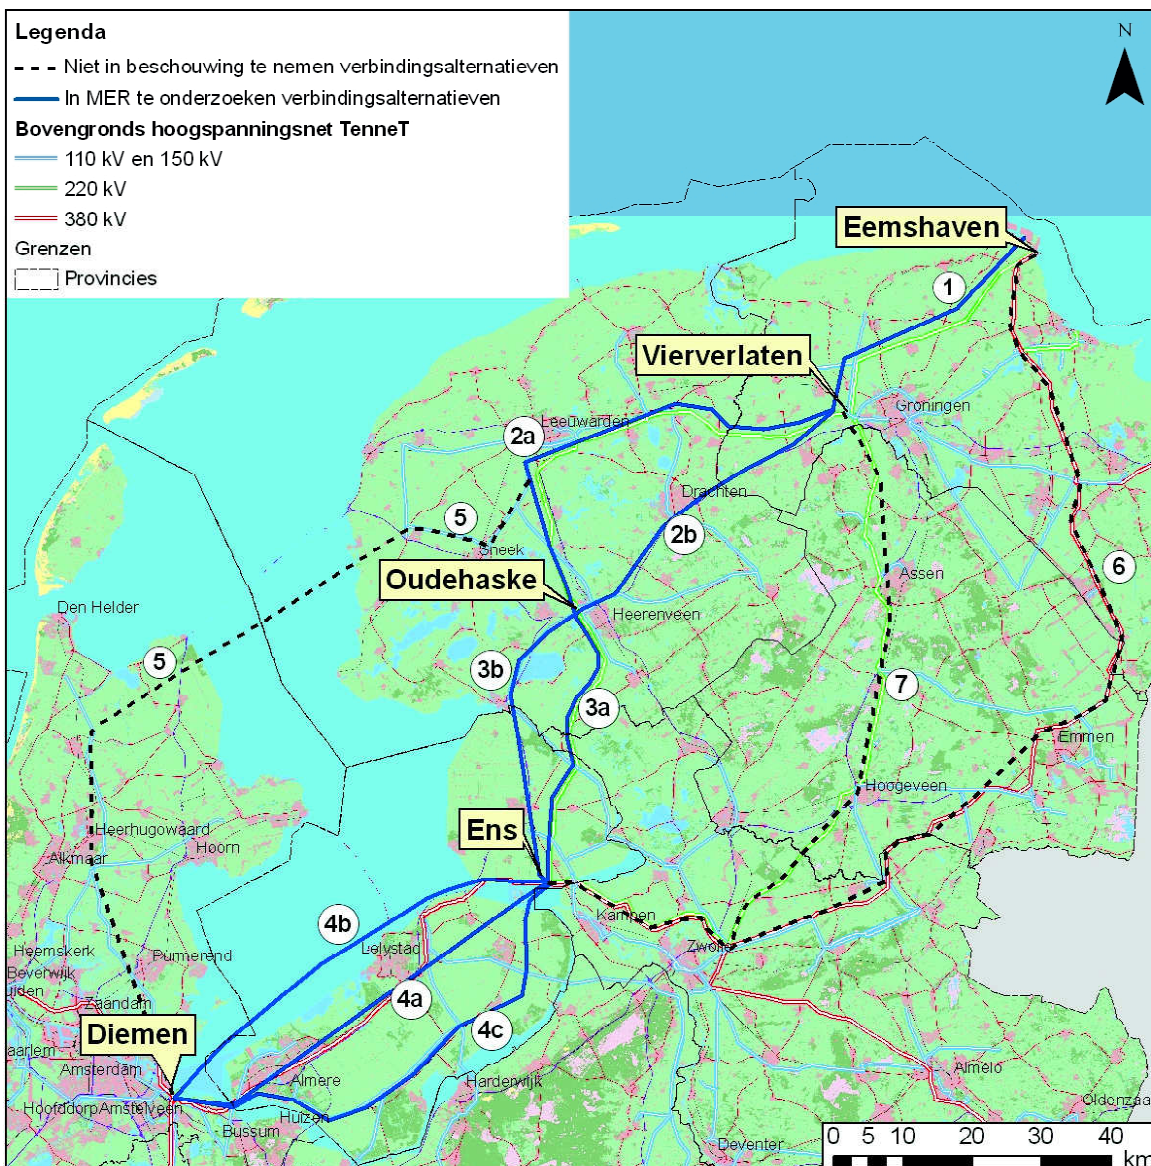 Legenda
Niet in beschouwing te nemen verbindingsalternatieven
In MER te onderzoeken verbindingsalternatieven
Bovengronds hoogspanningsnet TenneT
110 kV en 150 kV
220 kV
380 kV
Grenzen
Provincies
N
Eemshaven
1
Vierverlaten
Groningen
Leeuwarden
2a
Drachten
5
2b
Sneek
Oudehaske
Assen
6
Den Helder
Heerenveen
5
3b
7
3a
Emmen
Hoogeveen
Ens
Heerhugowaard
Hoorn
Alkmaar
4b
Kampen
Lelystad
Zwolle
Heemskerk
Purmerend
Beverwijk
uiden
Zaandam
4a
Diemen
4c
aarlem
Amsterdam
Almere
Harderwijk
Almelo
Hoofddorp
Amstelveen
Huizen
Oldenzaa
Bussum
Deventer
0 5 10 20 30 40
km